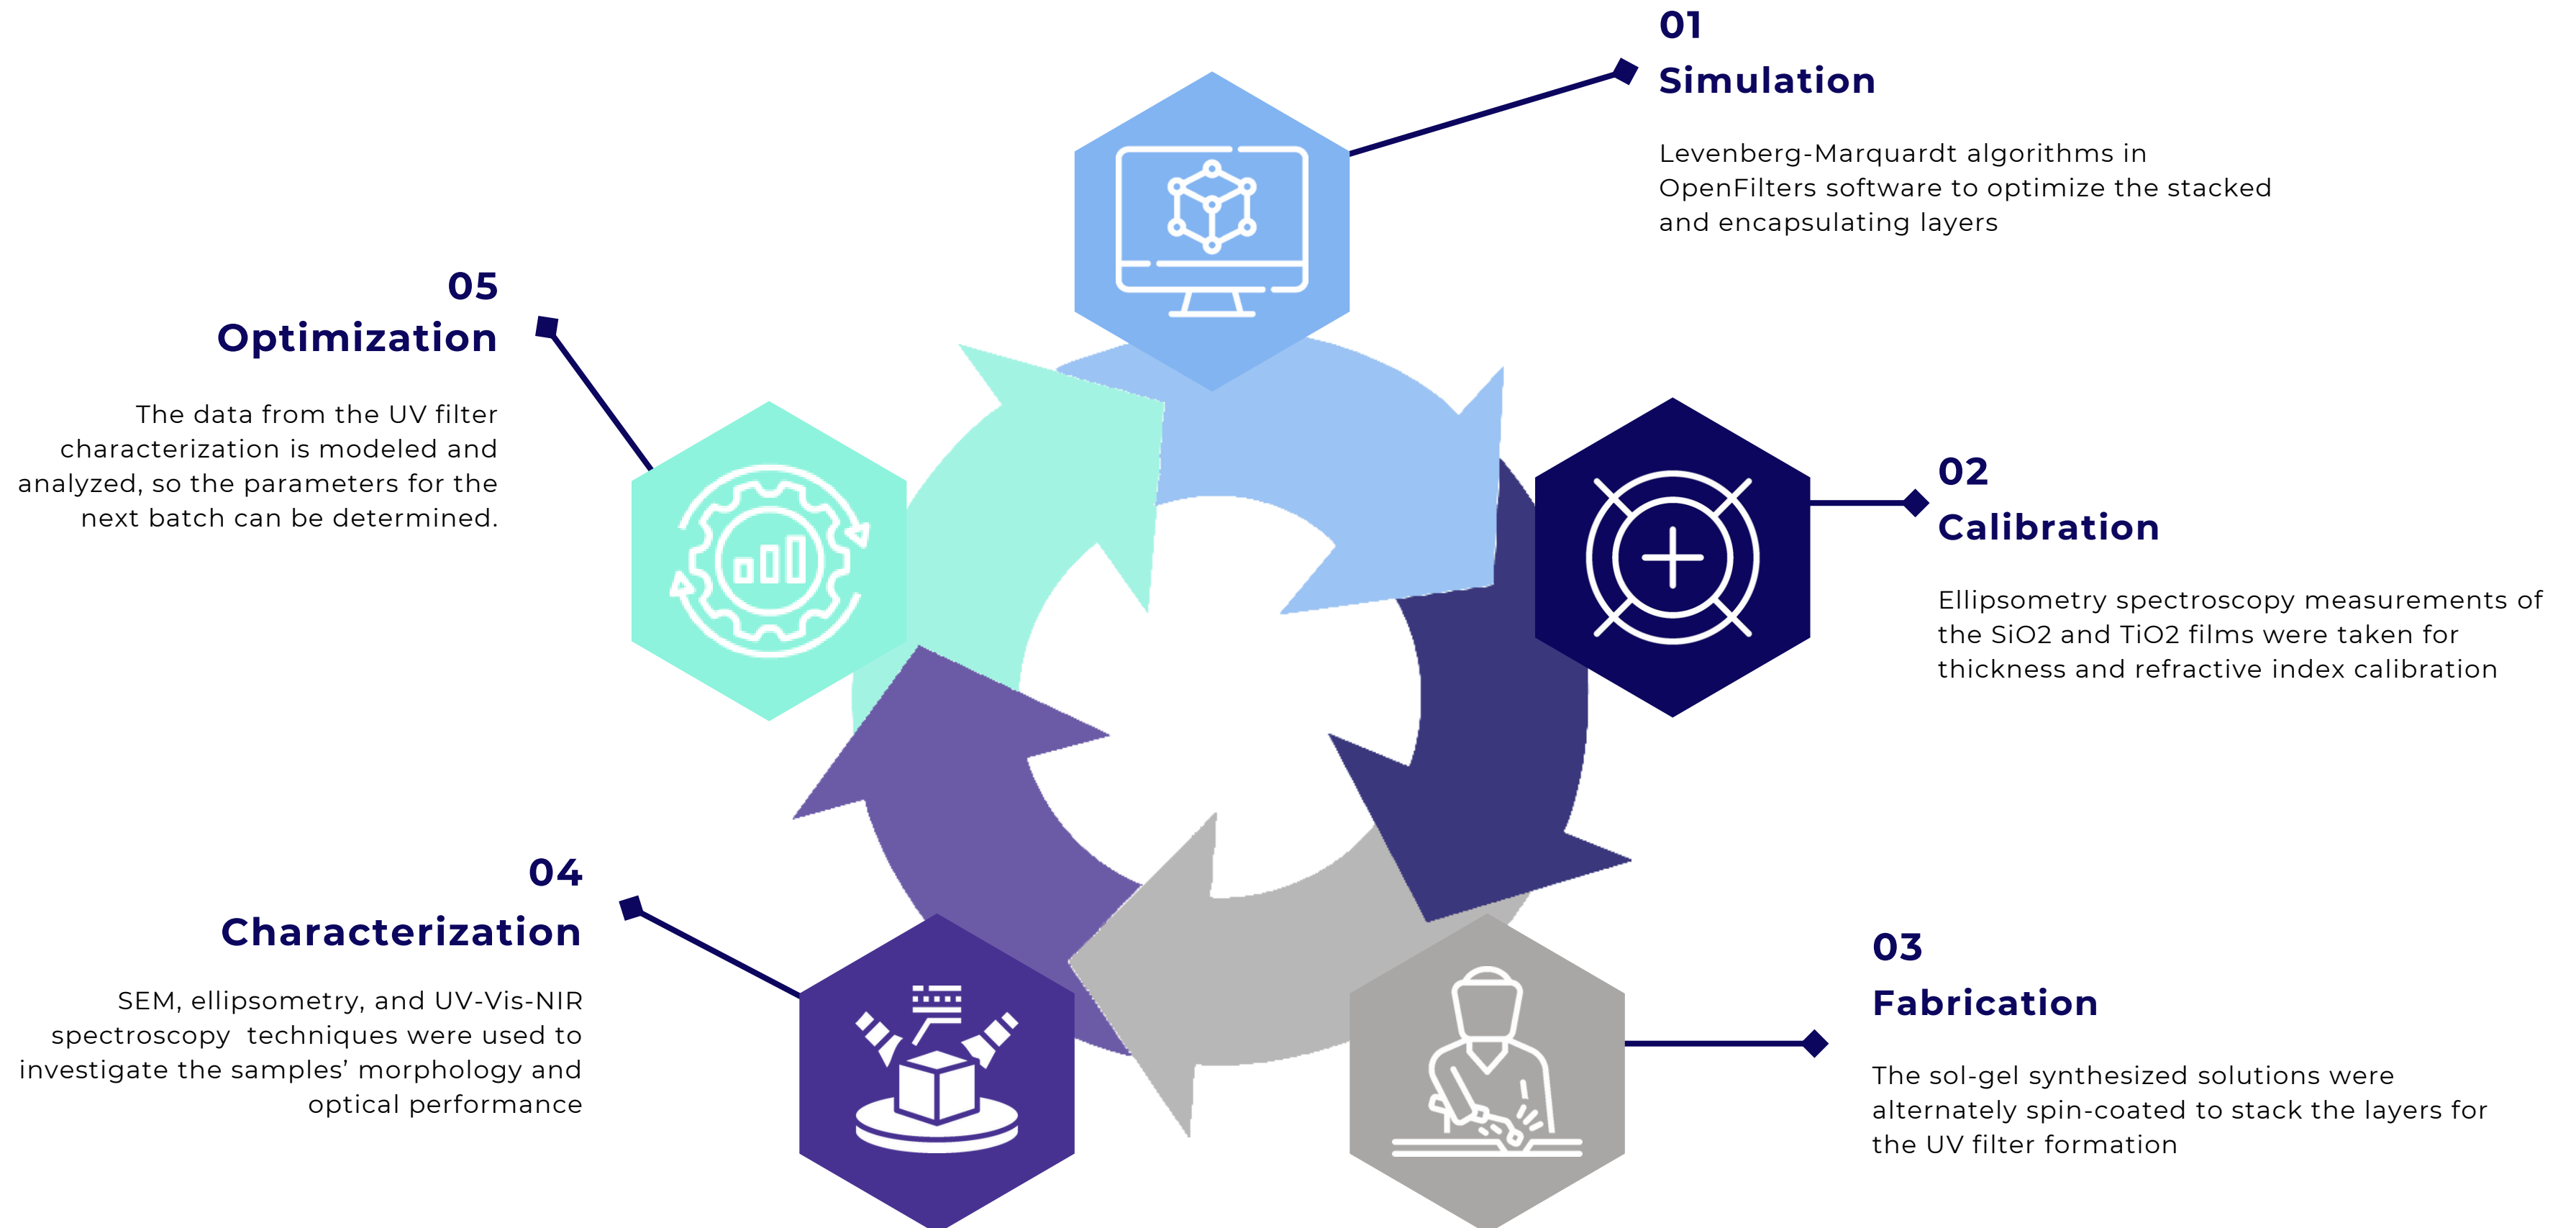 01
Simulation
Levenberg-Marquardt algorithms in
OpenFilters software to optimize the stacked
and encapsulating layers
02
Calibration
Ellipsometry spectroscopy measurements of
the SiO2 and TiO2 films were taken for
thickness and refractive index calibration
03
Fabrication
The sol-gel synthesized solutions were
alternately spin-coated to stack the layers for
the UV filter formation
04
Characterization
SEM, ellipsometry, and UV-Vis-NIR
spectroscopy  techniques were used to
investigate the samples’ morphology and
optical performance
05
Optimization
The data from the UV filter
characterization is modeled and
analyzed, so the parameters for the
next batch can be determined.